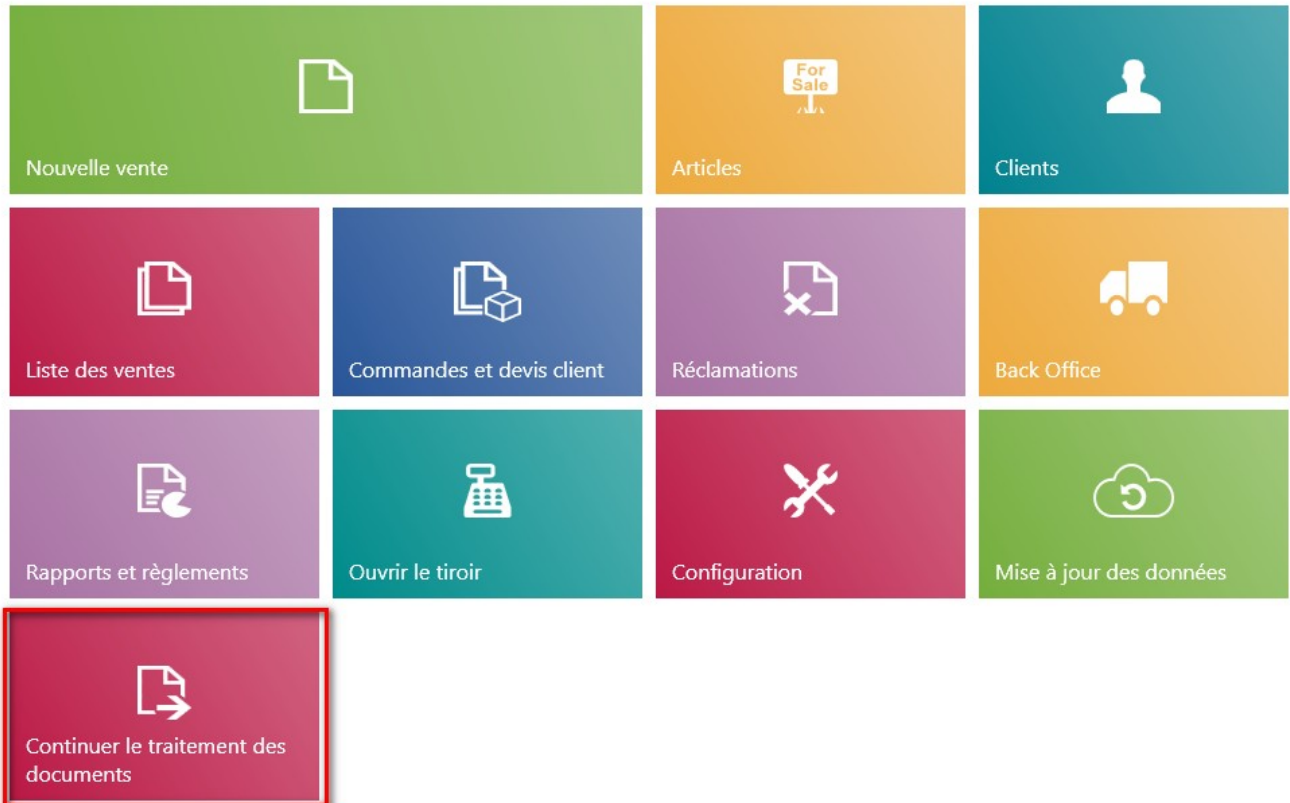 For
Sale
Nouvelle vente
Articles
Clients
Liste des ventes
Commandes et devis client
Réclamations
Back Office
Rapports et règlements
Ouvrir le tiroir
Configuration
Mise à jour des données
Continuer le traitement des
documents